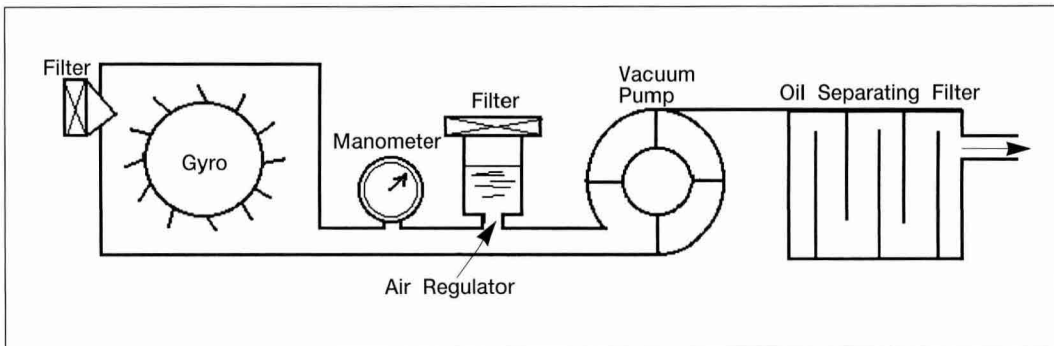 Filter
Gyro
Manometer
Filter
Air Regulator
Vacuum
Pump
Oil Separating Filter